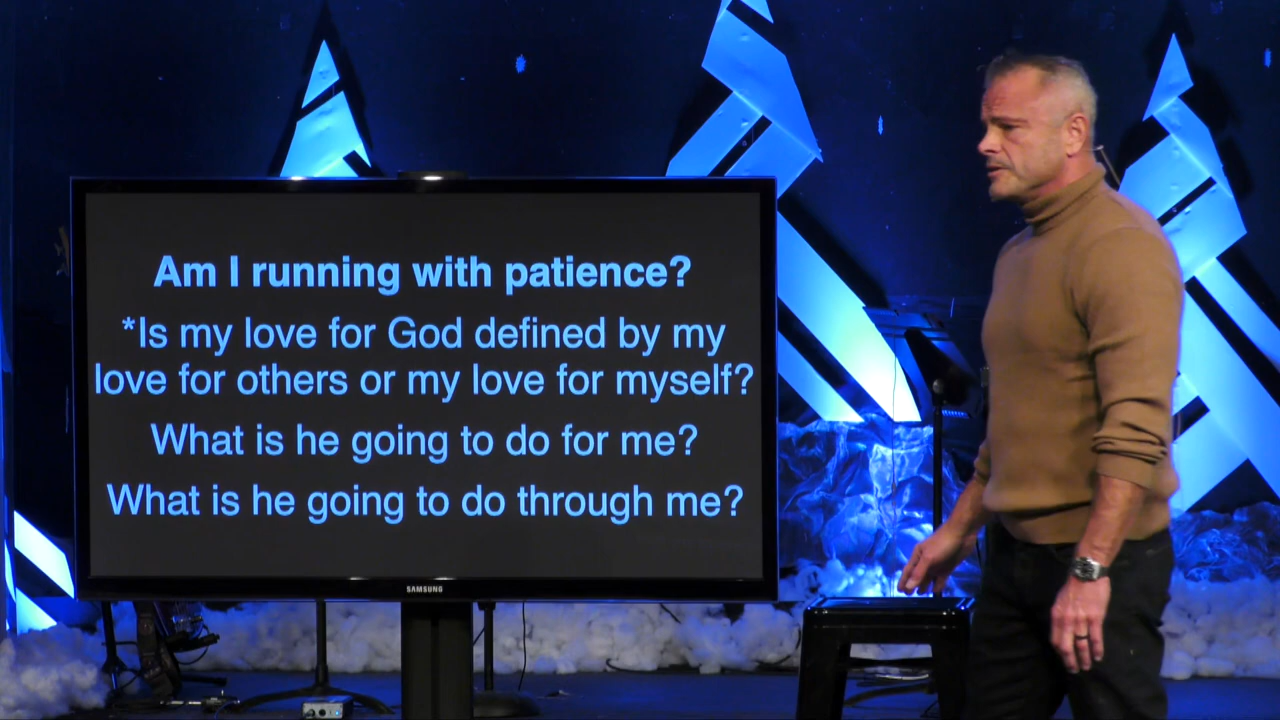 Am I running with patience?
*Is my love for God defined by my
love for others or my love for myself?
What is he going to do for me?
What is he going to do through me?
SAMSUNG